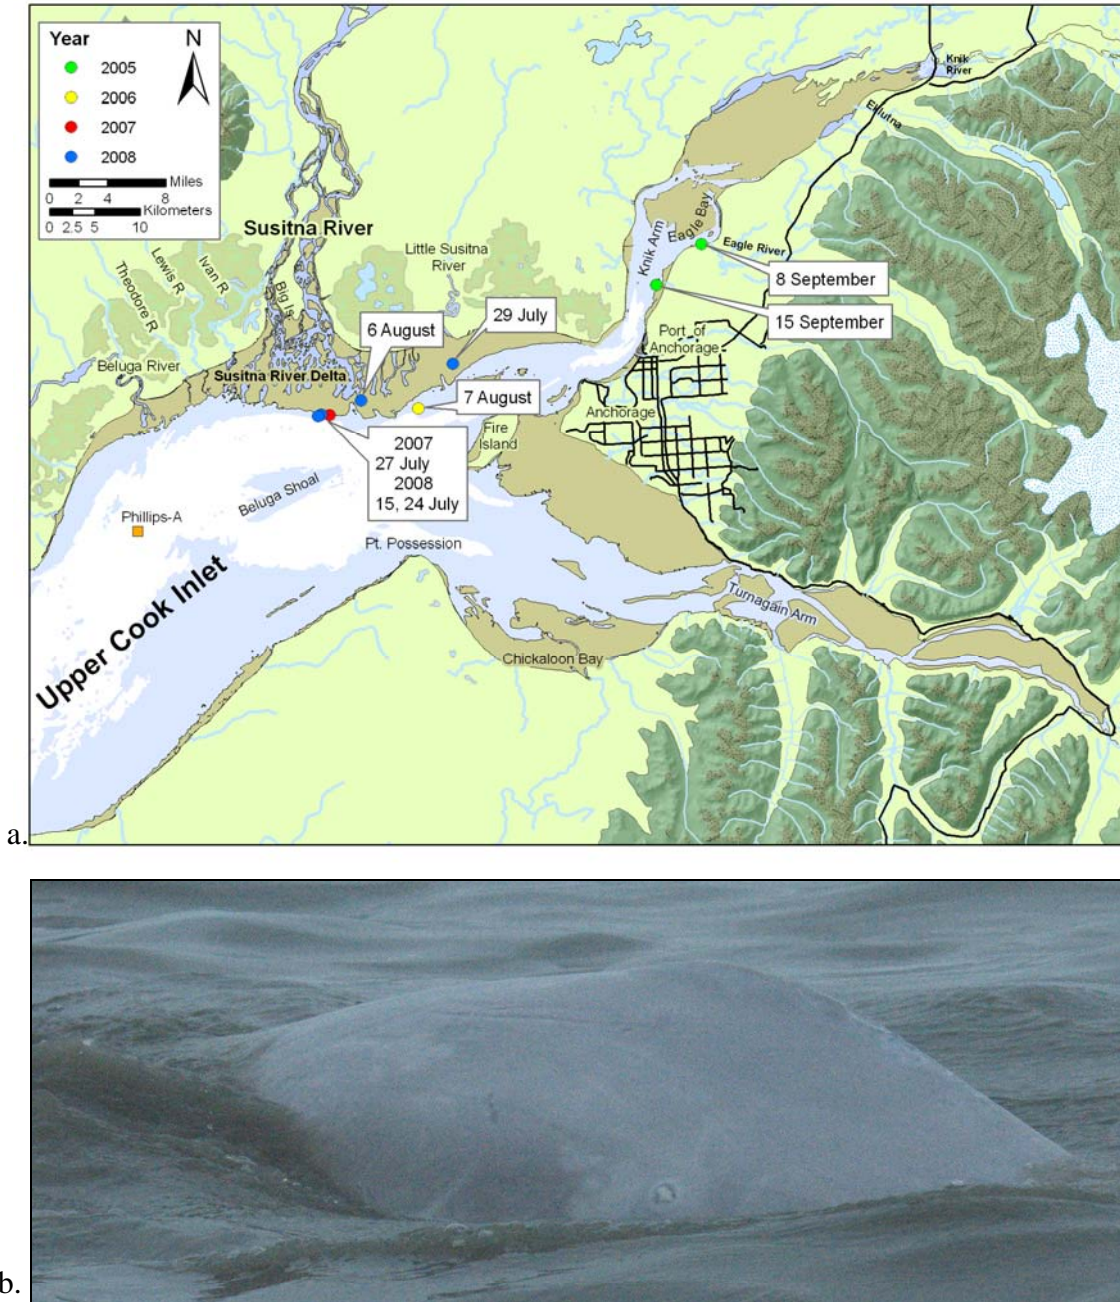 Year
N
2005
2006
2007
2008
Miles
0 2 4 8
Kilometers
0 2.5 5 10
Knik
River
Eklutna
Susitna River
Little Susitna
River
Knik Arm
Eagle Bay
Eagle River
Lewis R
Ivan R
Theodore R
Big Is.
8 September
15 September
29 July
6 August
Port of
Anchorage
Beluga River
Susitna River Delta
7 August
Anchorage
Fire
Island
2007
27 July
2008
15, 24 July
Beluga Shoal
Phillips-A
Pt. Possession
Upper Cook Inlet
Turnagain Arm
Chickaloon Bay
a.
b.